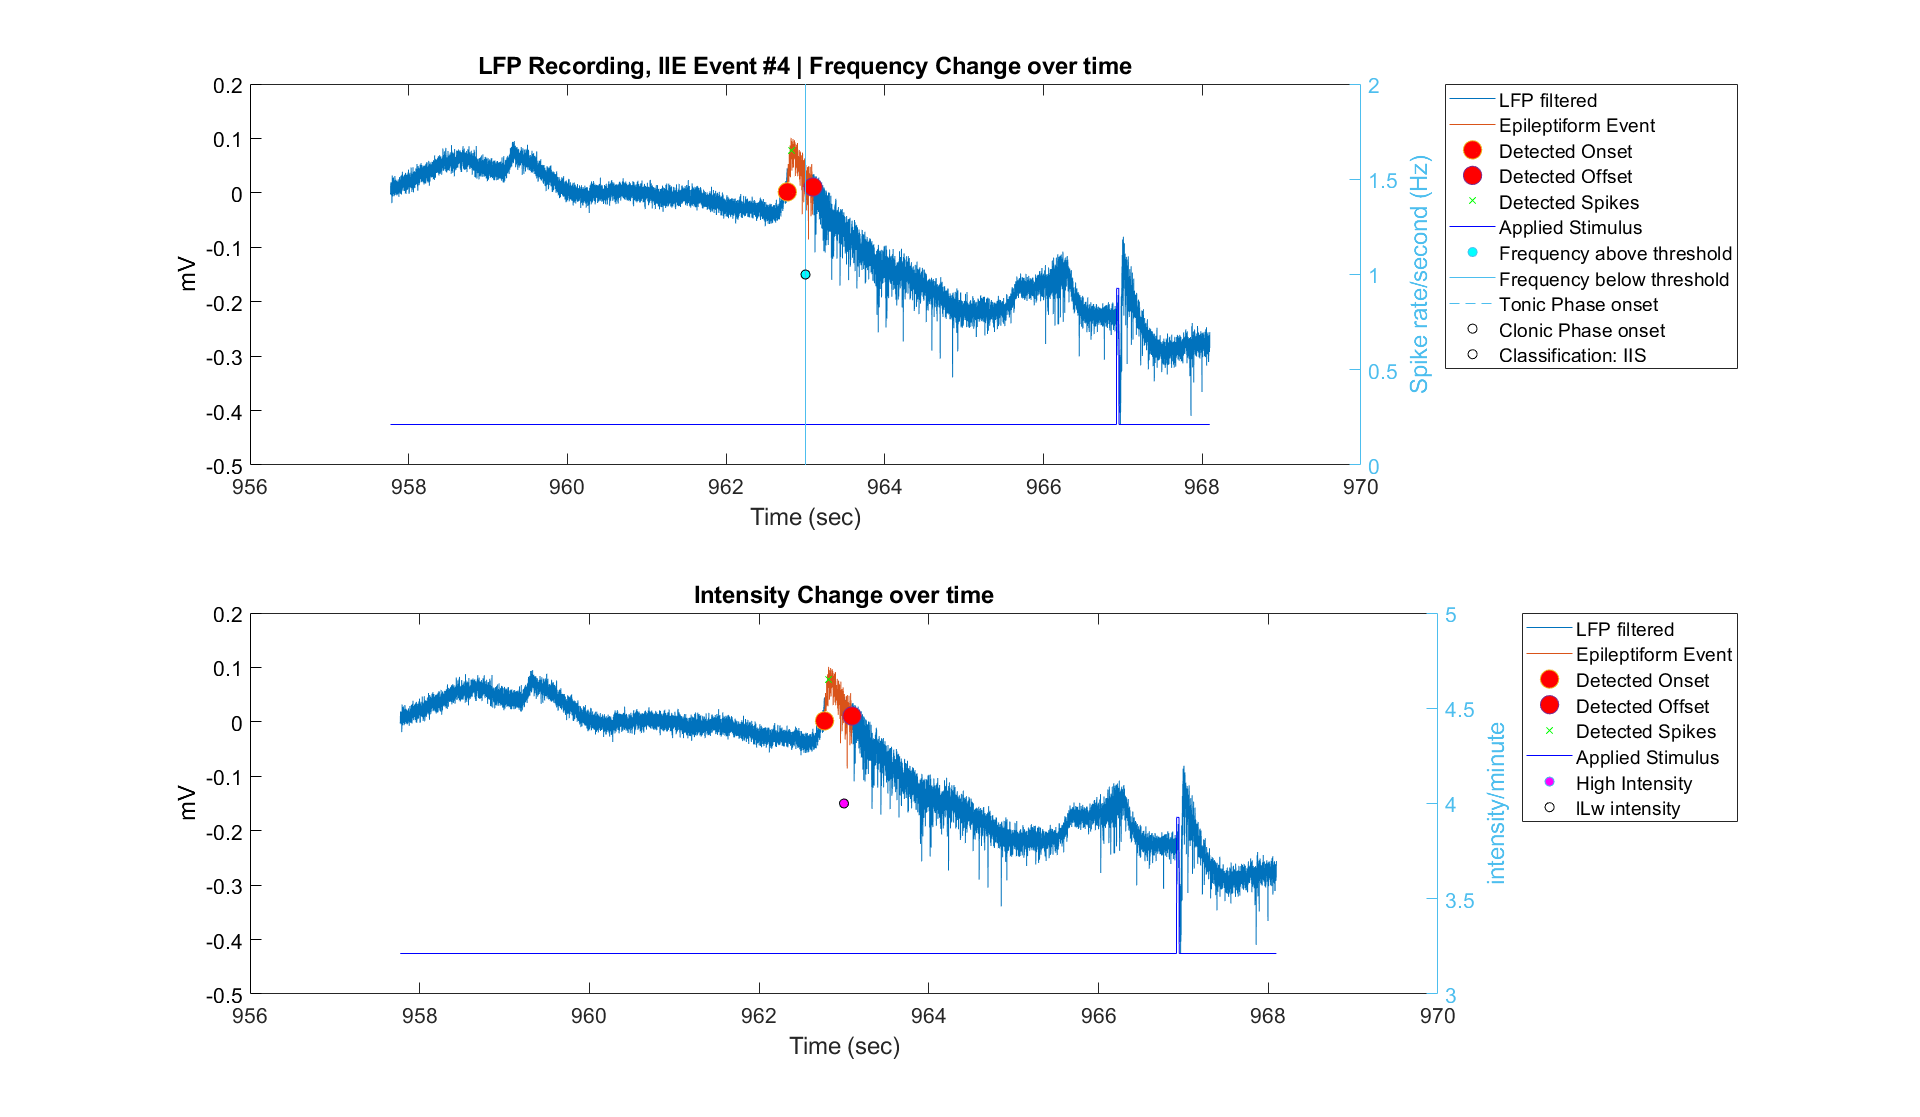 LFP Recording, IIE Event #4 | Frequency Change over time
0.2
0.1
0
-0.1
-0.2
-0.3
-0.4
-0.5
mV
956
958
960
962
964
966
968
970
Time (sec)
2
1.5
1
0.5
0
Spike rate/second (Hz)
LFP filtered
Epileptiform Event
Detected Onset
Detected Offset
Detected Spikes
Applied Stimulus
Frequency above threshold
Frequency below threshold
Tonic Phase onset
Clonic Phase onset
Classification: IIS
Intensity Change over time
0.2
0.1
0
-0.1
-0.2
-0.3
-0.4
-0.5
mV
956
958
960
962
964
966
968
970
Time (sec)
5
4.5
4
3.5
3
intensity/minute
LFP filtered
Epileptiform Event
Detected Onset
Detected Offset
Detected Spikes
Applied Stimulus
High Intensity
lLw intensity